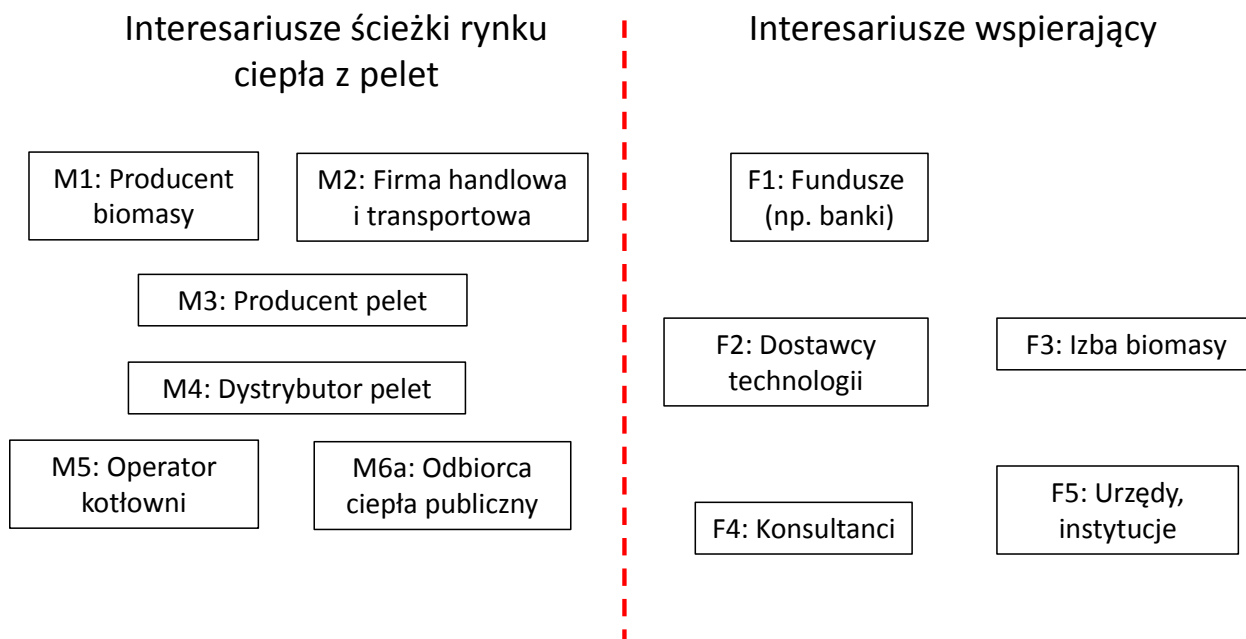 Interesariusze ścieżki rynku
ciepła z pelet
Interesariusze wspierający
M1: Producent
biomasy
M2: Firma handlowa
i transportowa
M3: Producent pelet
M4: Dystrybutor pelet
M5: Operator
kotłowni
M6a: Odbiorca
ciepła publiczny
F1: Fundusze
(np. banki)
F2: Dostawcy
technologii
F3: Izba biomasy
F4: Konsultanci
F5: Urzędy,
instytucje